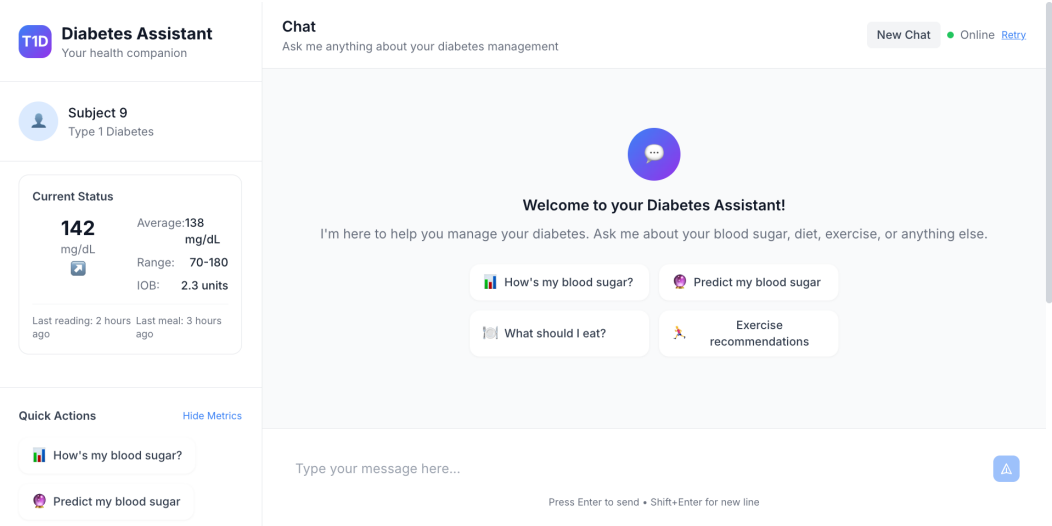 T1D
Diabetes Assistant
Your health companion
Subject 9
Type 1 Diabetes
Current Status
142
mg/dL
Average:138
mg/dL
Range: 70-180
IOB: 2.3 units
Last reading: 2 hours
ago
Last meal: 3 hours
ago
Quick Actions
Hide Metrics
How's my blood sugar?
Predict my blood sugar
Chat
Ask me anything about your diabetes management
New Chat
Online
Retry
Welcome to your Diabetes Assistant!
I'm here to help you manage your diabetes. Ask me about your blood sugar, diet, exercise, or anything else.
How's my blood sugar?
Predict my blood sugar
What should I eat?
Exercise
recommendations
Type your message here...
Press Enter to send • Shift+Enter for new line